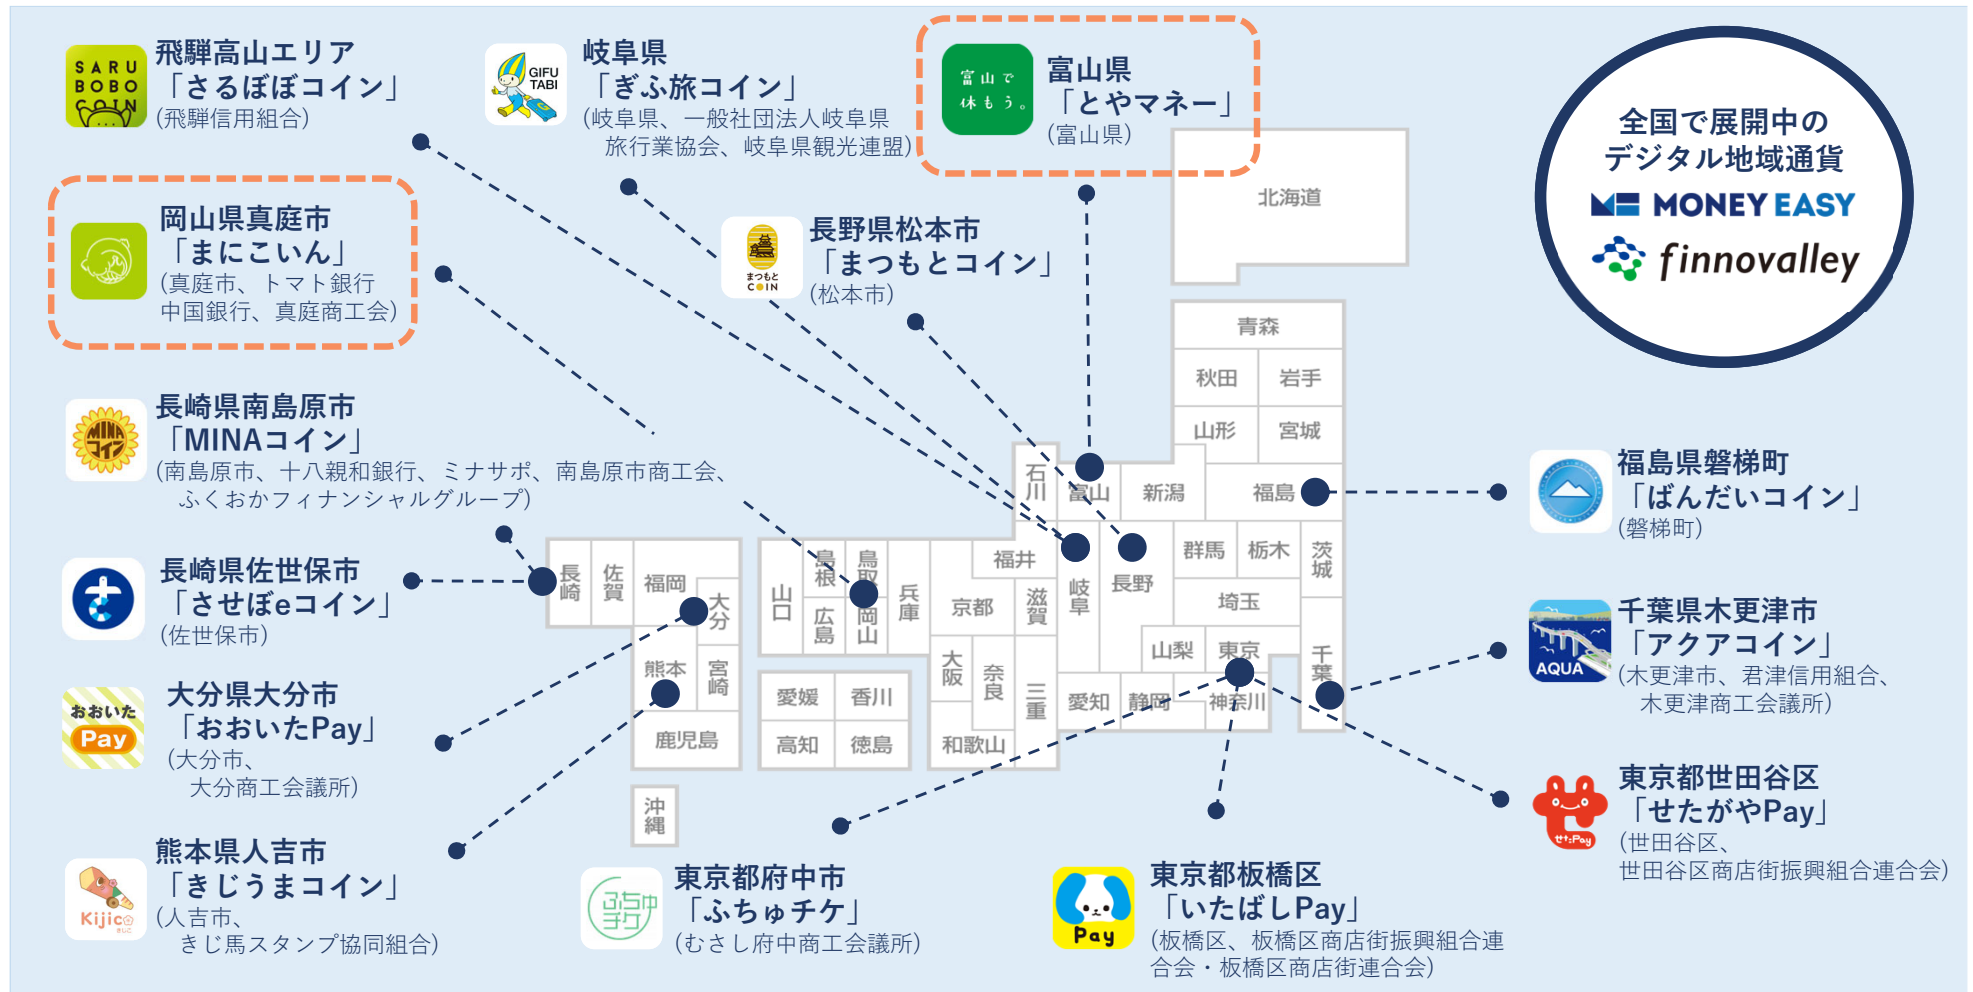 SARU
BOBO
COIN
飛騨高山エリア
「さるぼぼコイン」
(飛騨信用組合)
GIFU
TABI
岐阜県
「ぎふ旅コイン」
(岐阜県、一般社団法人岐阜県
旅行業協会、岐阜県観光連盟)
富山で
休もう。
富山県
「とやマネー」
(富山県)
全国で展開中の
デジタル地域通貨
MONEY EASY
finnovalley
岡山県真庭市
「まにこいん」
(真庭市、トマト銀行
中国銀行、真庭商工会)
まつもと
COIN
長野県松本市
「まつもとコイン」
(松本市)
MINA
コイン
長崎県南島原市
「MINAコイン」
(南島原市、十八親和銀行、ミナサポ、南島原市商工会、
ふくおかフィナンシャルグループ)
長崎県佐世保市
「させぼeコイン」
(佐世保市)
おおいた
Pay
大分県大分市
「おおいたPay」
(大分市、
大分商工会議所)
Kijico
きじこ
熊本県人吉市
「きじうまコイン」
(人吉市、
きじ馬スタンプ協同組合)
ふち中
チケ
東京都府中市
「ふちゅチケ」
(むさし府中商工会議所)
Pay
東京都板橋区
「いたばしPay」
(板橋区、板橋区商店街振興組合連
合会・板橋区商店街連合会)
福島県磐梯町
「ばんだいコイン」
(磐梯町)
AQUA
千葉県木更津市
「アクアコイン」
(木更津市、君津信用組合、
木更津商工会議所)
せたPay
東京都世田谷区
「せたがやPay」
(世田谷区、
世田谷区商店街振興組合連合会)
北海道
青森
秋田
岩手
山形
宮城
石川
富山
新潟
福島
福井
岐阜
長野
群馬
栃木
茨城
埼玉
山梨
東京
千葉
愛知
静岡
神奈川
京都
滋賀
大阪
奈良
三重
和歌山
兵庫
鳥取
岡山
島根
広島
山口
愛媛
香川
高知
徳島
長崎
佐賀
福岡
大分
熊本
宮崎
鹿児島
沖縄